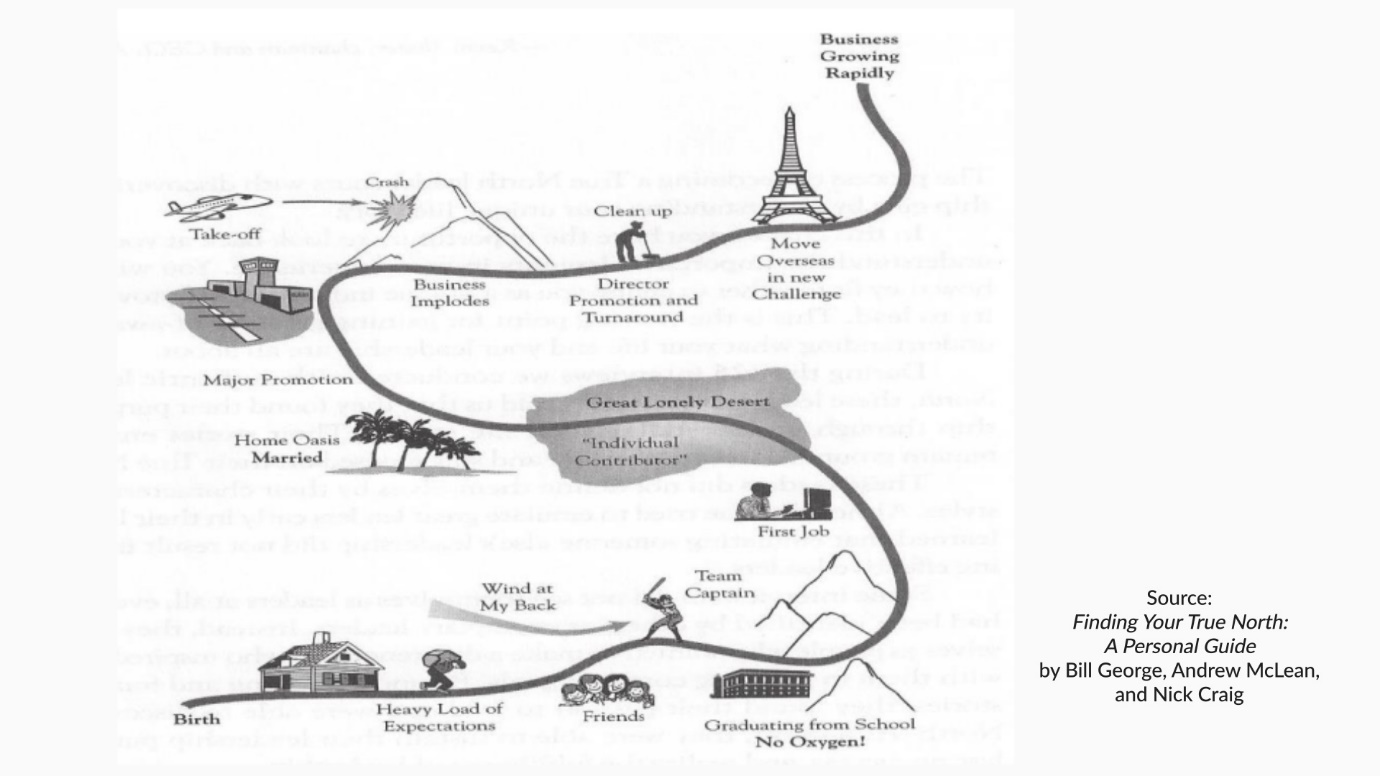 Business
Growing
Rapidly
Crash
Take-off
Clean up
Business
Implodes
Director
Promotion and
Turnaround
Move
Overseas
in new
Challenge
Major Promotion
Great Lonely Desert
"Individual
Contributor"
Home Oasis
Married
First Job
Wind at
My Back
Team
Captain
Birth
Heavy Load of
Expectations
Friends
Graduating from School
No Oxygen!
Source:
Finding Your True North:
A Personal Guide
by Bill George, Andrew McLean,
and Nick Craig